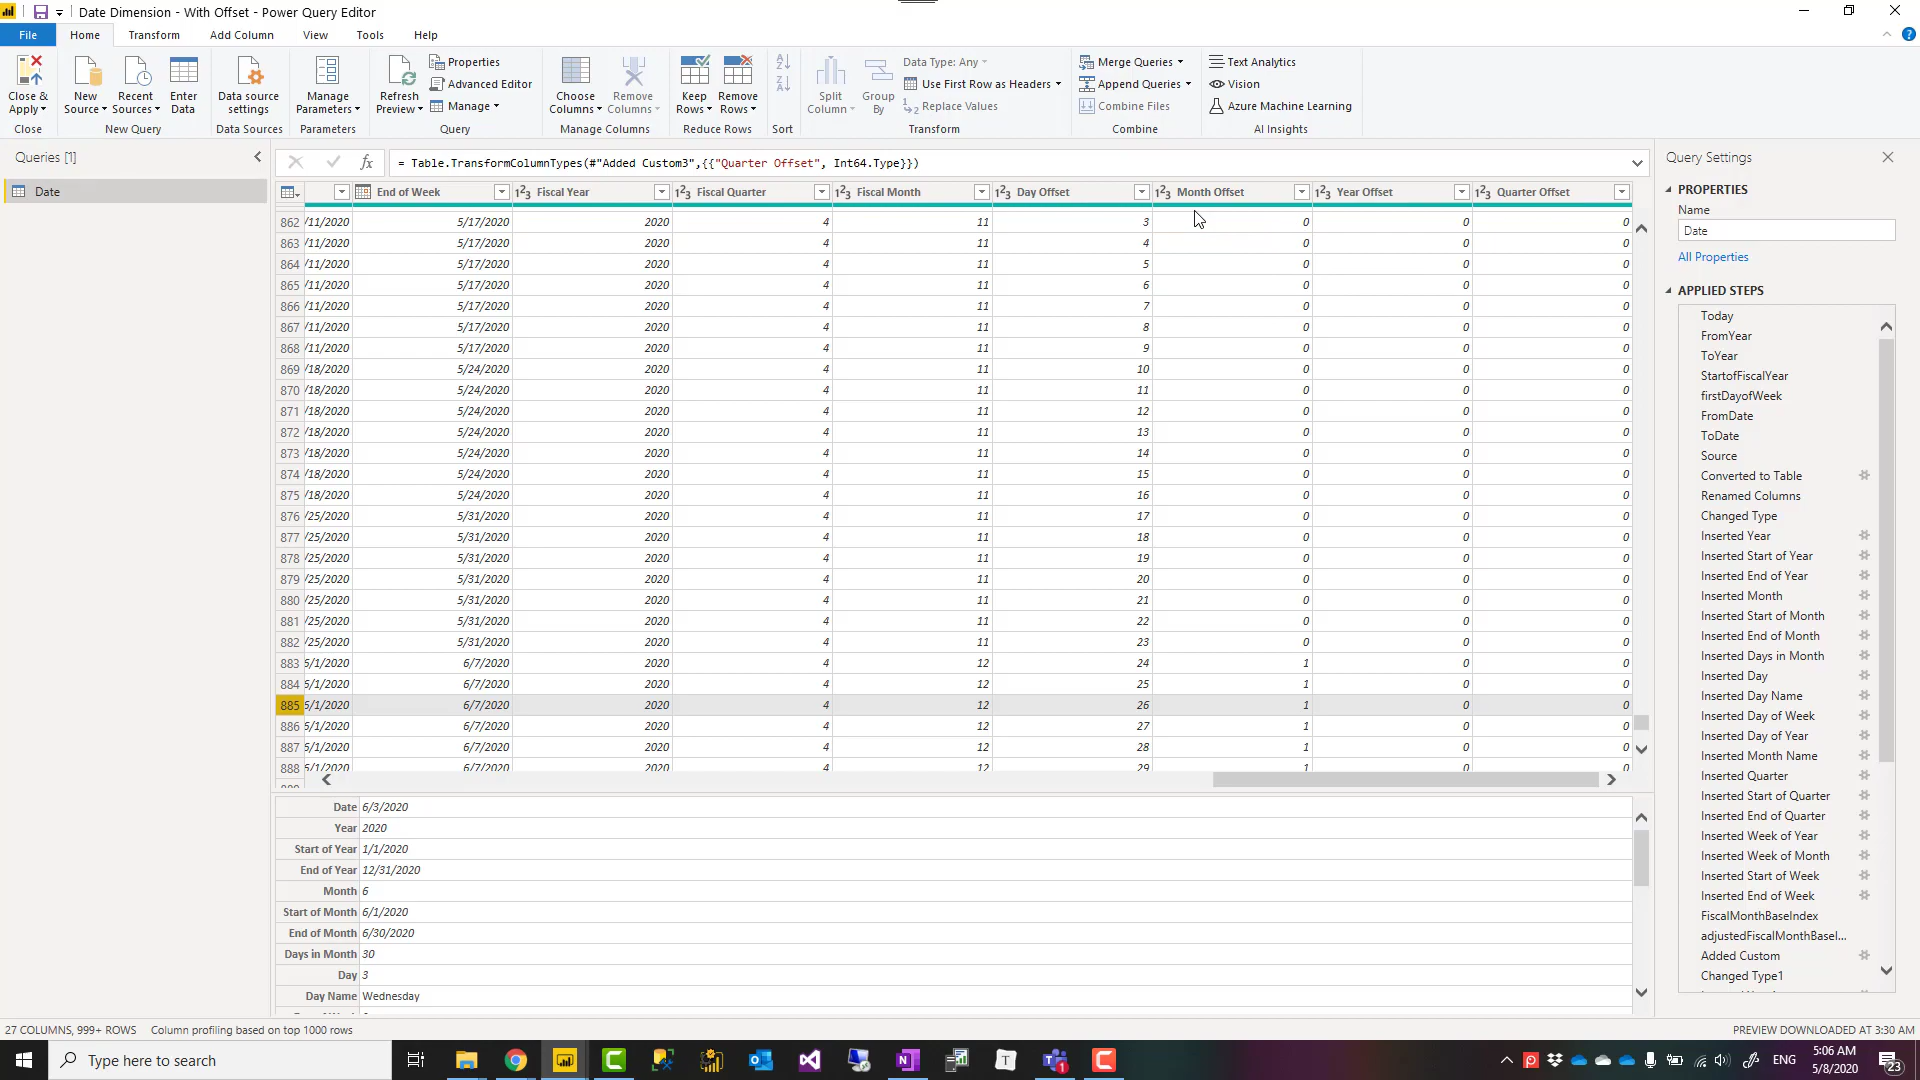 Date Dimension - With Offset - Power Query Editor
File Home Transform Add Column View Tools Help
Close & Apply
New Source
Recent Sources
Enter Data
Data source settings
Manage Parameters
Refresh Preview
Properties
Advanced Editor
Manage
Choose Columns
Remove Columns
Keep Rows
Remove Rows
Split Column
Group By
Data Type: Any
Use First Row as Headers
Replace Values
Merge Queries
Append Queries
Combine Files
Text Analytics
Vision
Azure Machine Learning
Close New Query Data Sources Parameters Query Manage Columns Reduce Rows Sort Transform Combine AI Insights
Queries [1]
Date
fx = Table.TransformColumnTypes(#"Added Custom3",{{"Quarter Offset", Int64.Type}})
End of Week Fiscal Year Fiscal Quarter Fiscal Month Day Offset Month Offset Year Offset Quarter Offset
862 /11/2020 5/17/2020 2020 4 11 3 0 0 0
863 /11/2020 5/17/2020 2020 4 11 4 0 0 0
864 /11/2020 5/17/2020 2020 4 11 5 0 0 0
865 /11/2020 5/17/2020 2020 4 11 6 0 0 0
866 /11/2020 5/17/2020 2020 4 11 7 0 0 0
867 /11/2020 5/17/2020 2020 4 11 8 0 0 0
868 /11/2020 5/17/2020 2020 4 11 9 0 0 0
869 /18/2020 5/24/2020 2020 4 11 10 0 0 0
870 /18/2020 5/24/2020 2020 4 11 11 0 0 0
871 /18/2020 5/24/2020 2020 4 11 12 0 0 0
872 /18/2020 5/24/2020 2020 4 11 13 0 0 0
873 /18/2020 5/24/2020 2020 4 11 14 0 0 0
874 /18/2020 5/24/2020 2020 4 11 15 0 0 0
875 /18/2020 5/24/2020 2020 4 11 16 0 0 0
876 /25/2020 5/31/2020 2020 4 11 17 0 0 0
877 /25/2020 5/31/2020 2020 4 11 18 0 0 0
878 /25/2020 5/31/2020 2020 4 11 19 0 0 0
879 /25/2020 5/31/2020 2020 4 11 20 0 0 0
880 /25/2020 5/31/2020 2020 4 11 21 0 0 0
881 /25/2020 5/31/2020 2020 4 11 22 0 0 0
882 /25/2020 5/31/2020 2020 4 11 23 0 0 0
883 6/1/2020 6/7/2020 2020 4 12 24 1 0 0
884 6/1/2020 6/7/2020 2020 4 12 25 1 0 0
885 6/1/2020 6/7/2020 2020 4 12 26 1 0 0
886 6/1/2020 6/7/2020 2020 4 12 27 1 0 0
887 6/1/2020 6/7/2020 2020 4 12 28 1 0 0
888 6/1/2020 6/7/2020 2020 4 12 29 1 0 0
Date 6/3/2020
Year 2020
Start of Year 1/1/2020
End of Year 12/31/2020
Month 6
Start of Month 6/1/2020
End of Month 6/30/2020
Days in Month 30
Day 3
Day Name Wednesday
Query Settings
PROPERTIES
Name
Date
All Properties
APPLIED STEPS
Today
FromYear
ToYear
StartofFiscalYear
firstDayofWeek
FromDate
ToDate
Source
Converted to Table
Renamed Columns
Changed Type
Inserted Year
Inserted Start of Year
Inserted End of Year
Inserted Month
Inserted Start of Month
Inserted End of Month
Inserted Days in Month
Inserted Day
Inserted Day Name
Inserted Day of Week
Inserted Day of Year
Inserted Month Name
Inserted Quarter
Inserted Start of Quarter
Inserted End of Quarter
Inserted Week of Year
Inserted Week of Month
Inserted Start of Week
Inserted End of Week
FiscalMonthBaseIndex
adjustedFiscalMonthBaseI...
Added Custom
Changed Type1
27 COLUMNS, 999+ ROWS Column profiling based on top 1000 rows
PREVIEW DOWNLOADED AT 3:30 AM
Type here to search
ENG
5:06 AM
5/8/2020
23